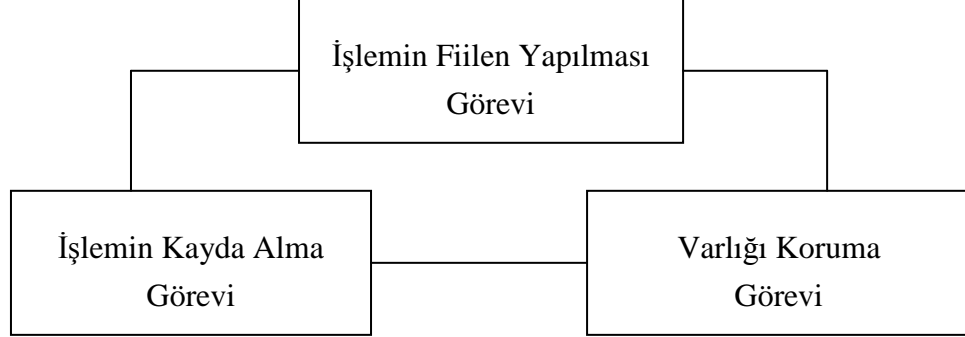 İşlemin Fiilen Yapılması
Görevi
İşlemin Kayda Alma
Görevi
Varlığı Koruma
Görevi